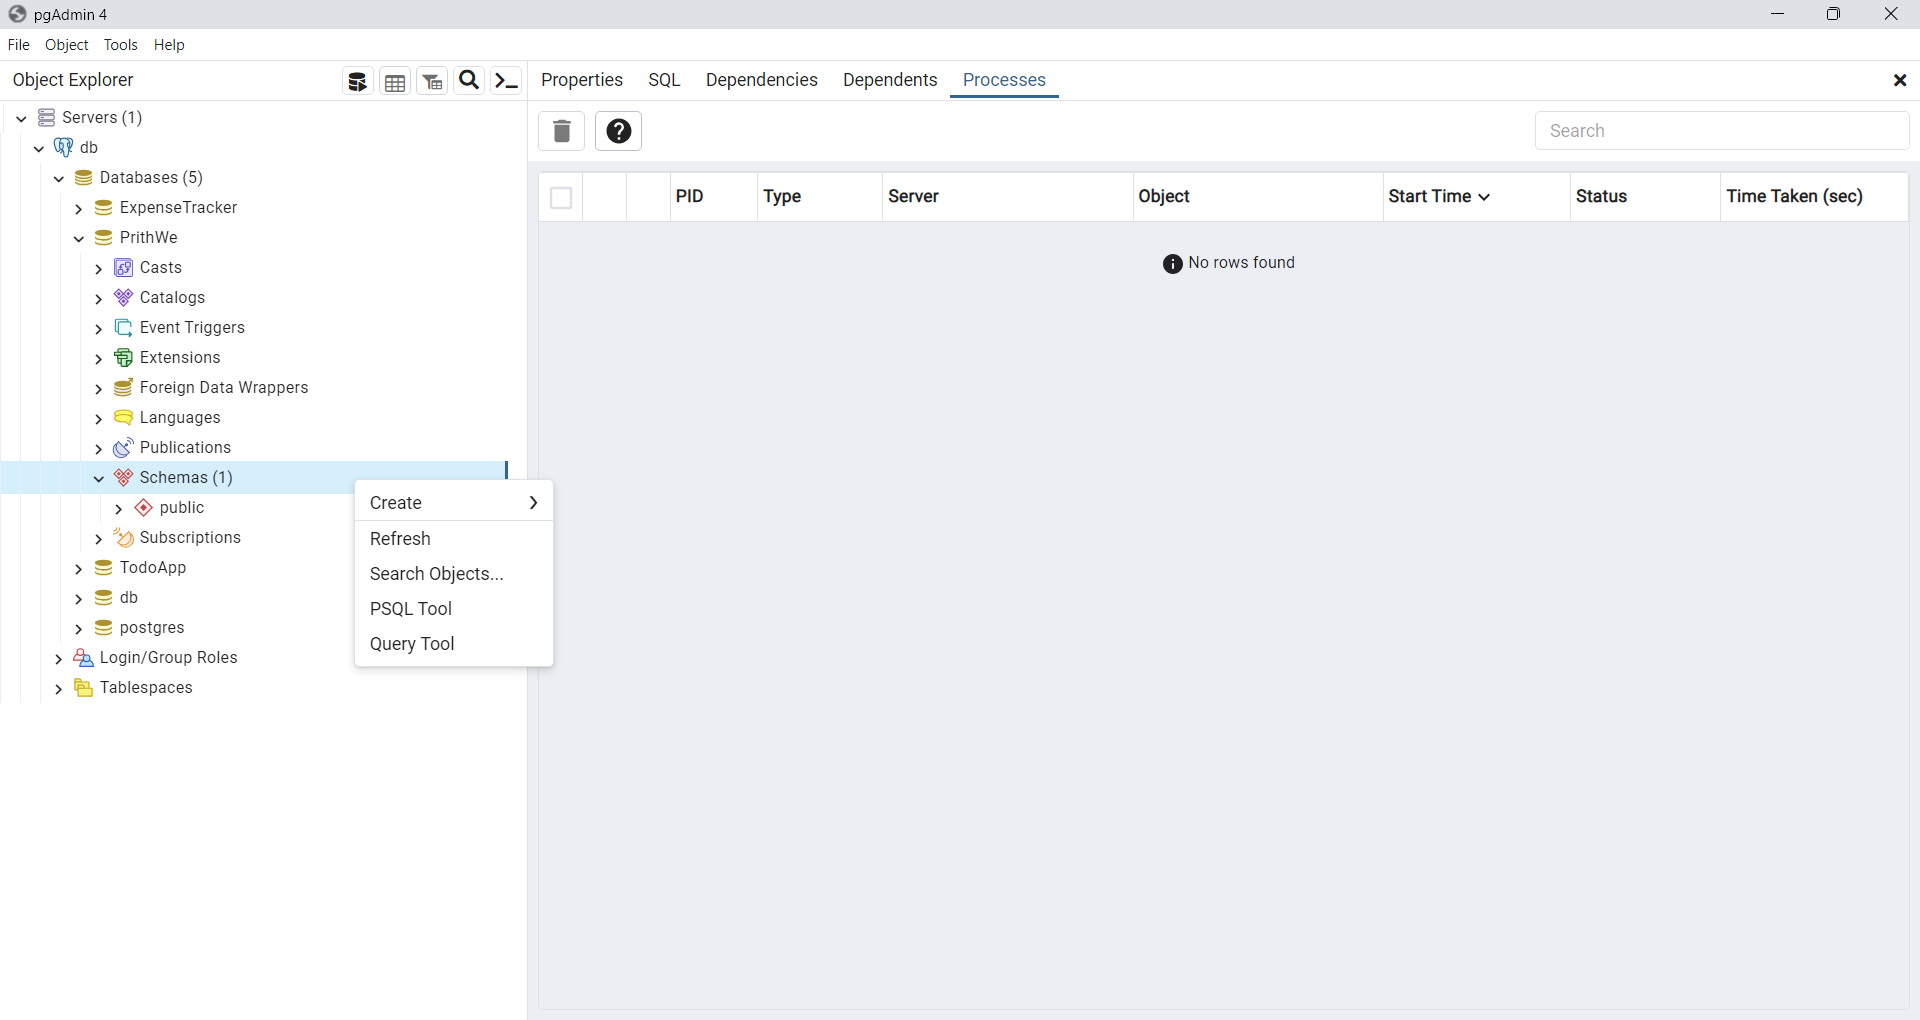 pgAdmin 4
File Object Tools Help
Object Explorer
Properties SQL Dependencies Dependents Processes
Servers (1)
db
Databases (5)
ExpenseTracker
PrithWe
Casts
Catalogs
Event Triggers
Extensions
Foreign Data Wrappers
Languages
Publications
Schemas (1)
public
Subscriptions
TodoApp
db
postgres
Login/Group Roles
Tablespaces
Create
Refresh
Search Objects...
PSQL Tool
Query Tool
Search
PID Type Server Object Start Time Status Time Taken (sec)
No rows found